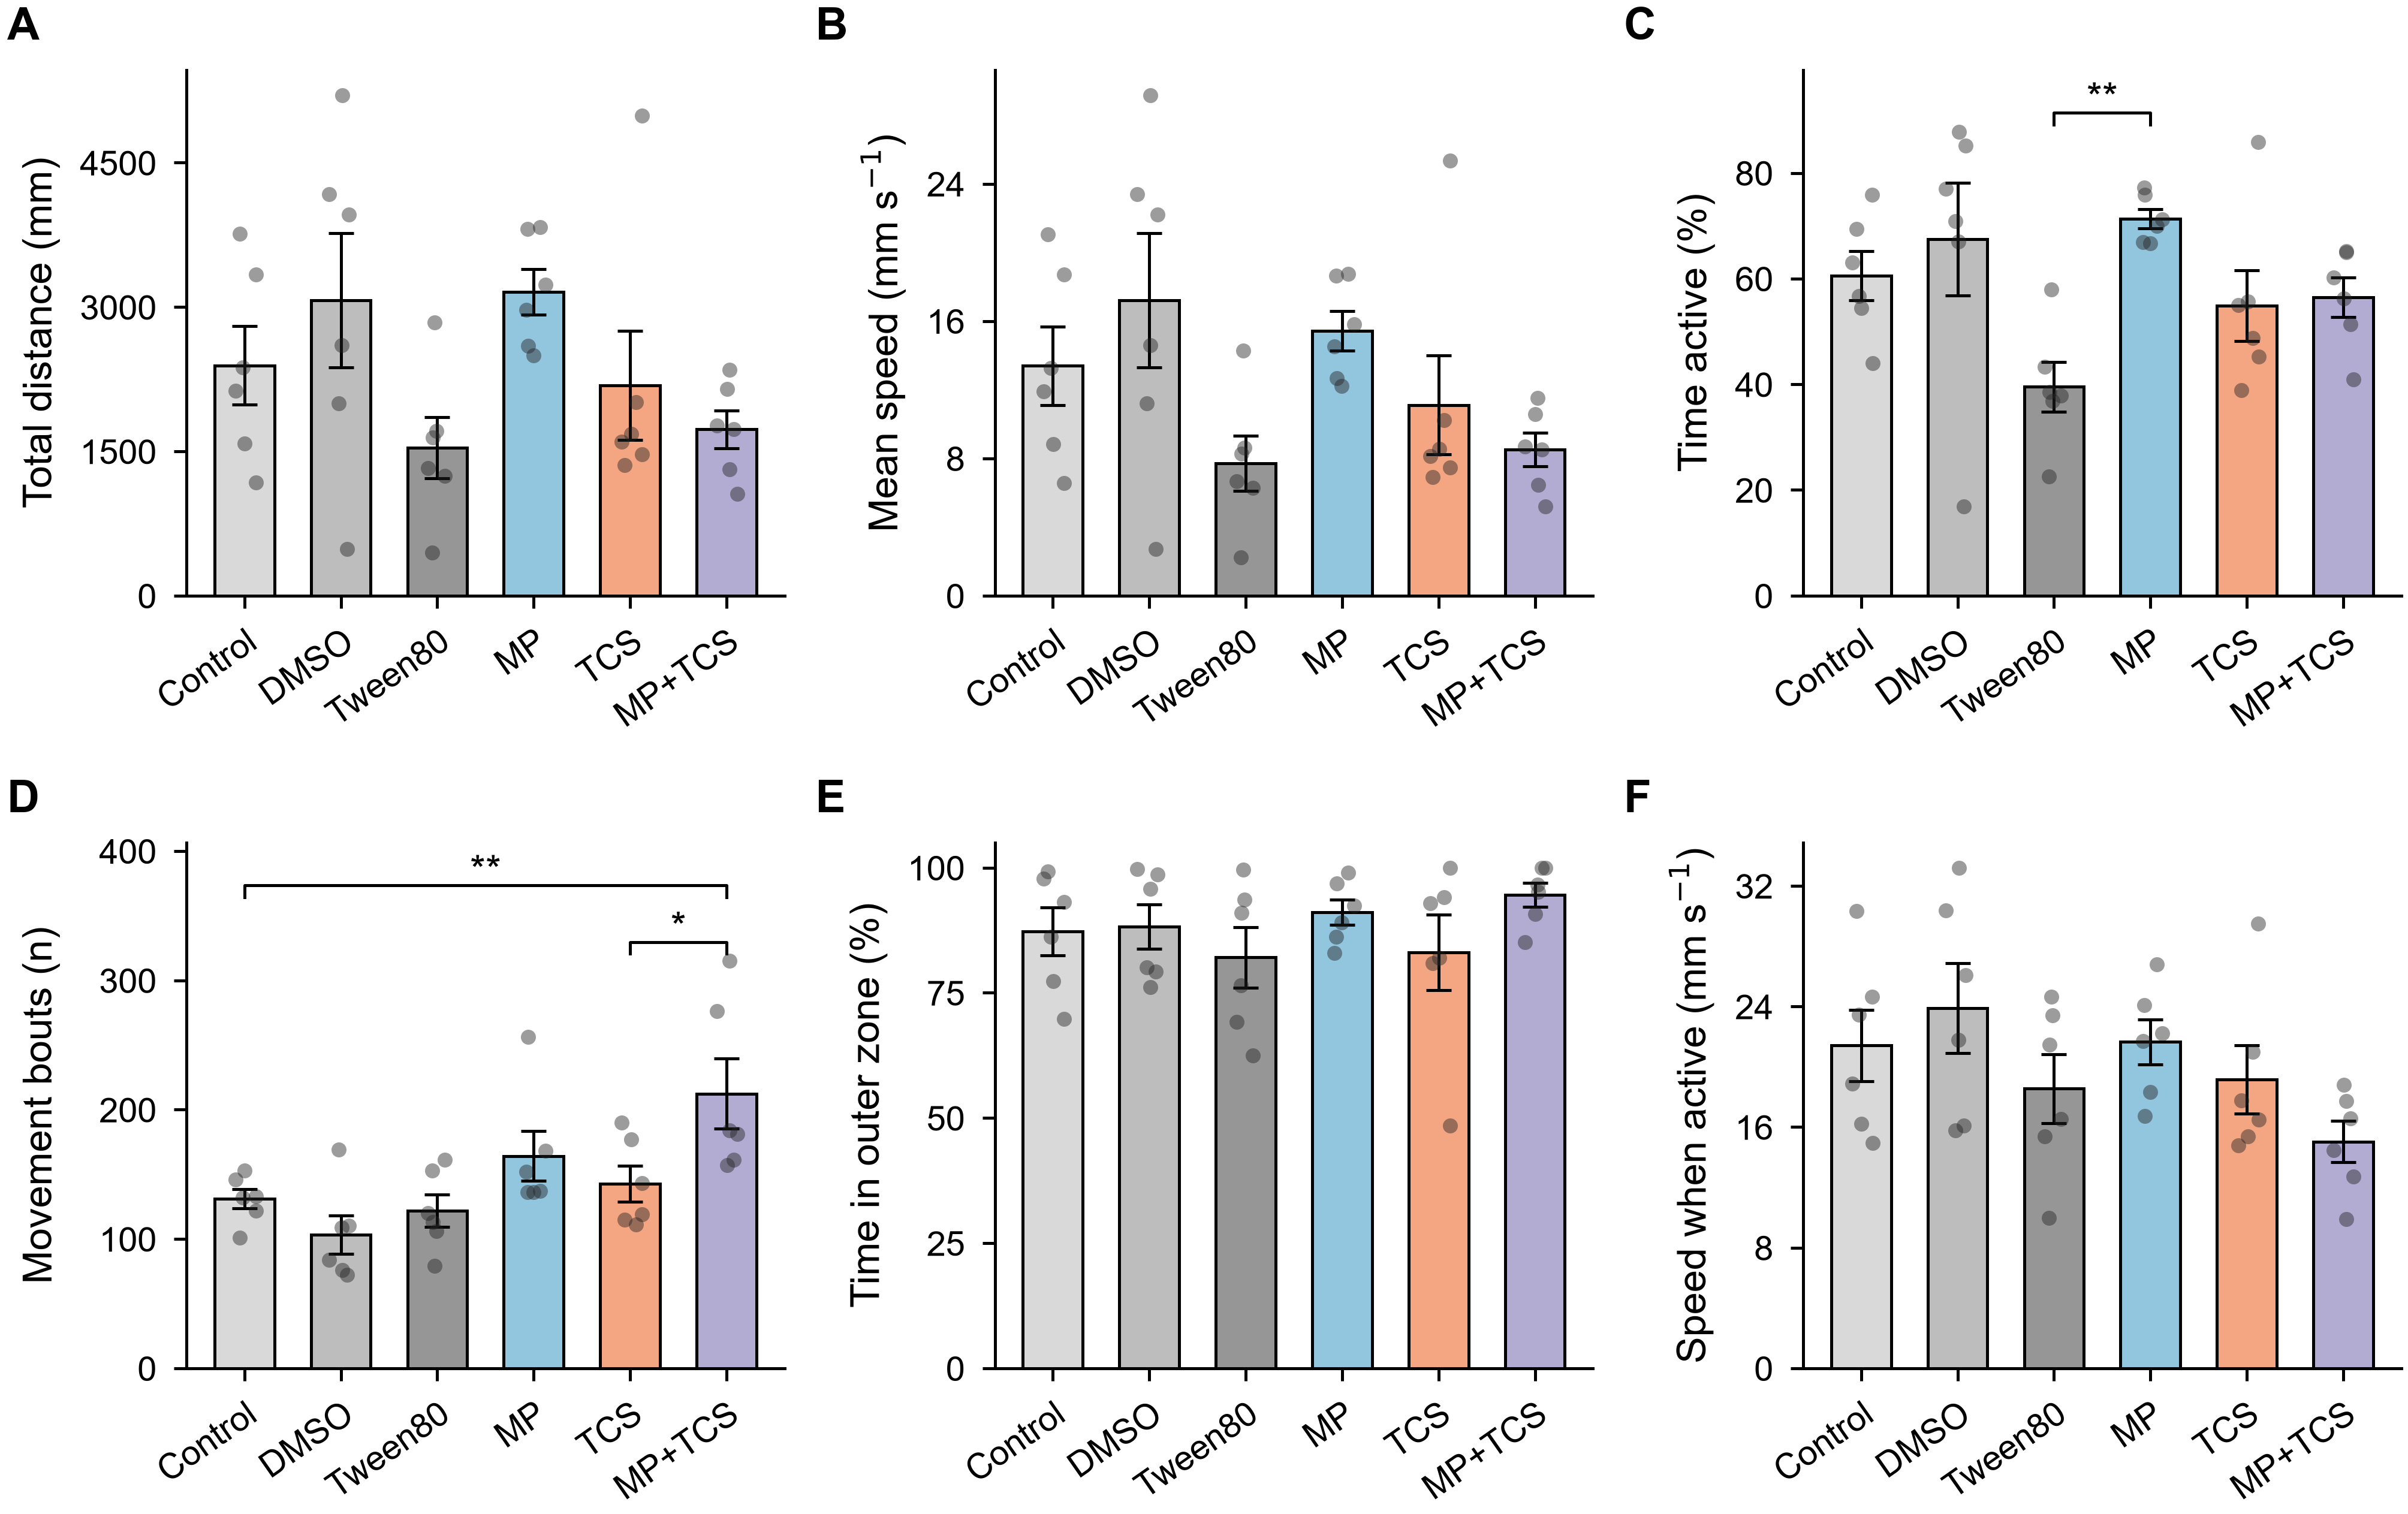 A
Total distance (mm)
4500
3000
1500
0
Control
DMSO
Tween80
MP
TCS
MP+TCS
B
Mean speed (mm s⁻¹)
24
16
8
0
Control
DMSO
Tween80
MP
TCS
MP+TCS
C
Time active (%)
80
60
40
20
0
**
Control
DMSO
Tween80
MP
TCS
MP+TCS
D
Movement bouts (n)
400
300
200
100
0
**
*
Control
DMSO
Tween80
MP
TCS
MP+TCS
E
Time in outer zone (%)
100
75
50
25
0
Control
DMSO
Tween80
MP
TCS
MP+TCS
F
Speed when active (mm s⁻¹)
32
24
16
8
0
Control
DMSO
Tween80
MP
TCS
MP+TCS